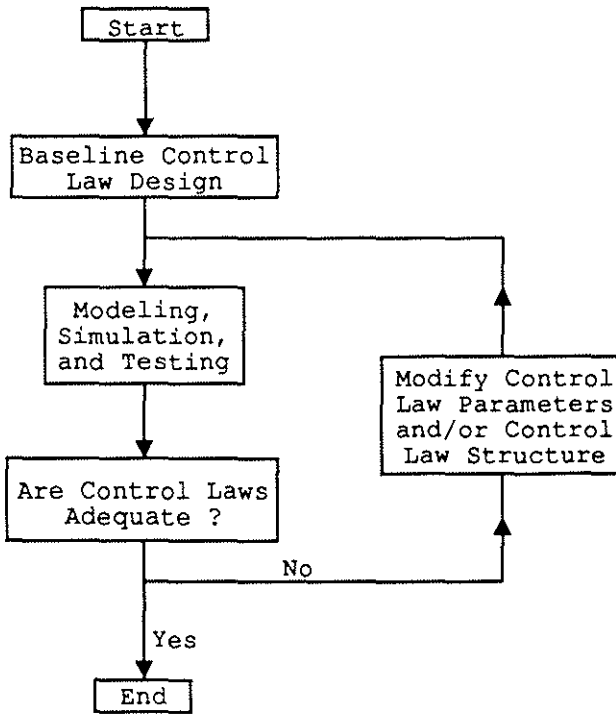 Start
Baseline Control
Law Design
Modeling,
Simulation,
and Testing
Modify Control
Law Parameters
and/or Control
Law Structure
Are Control Laws
Adequate ?
No
Yes
End